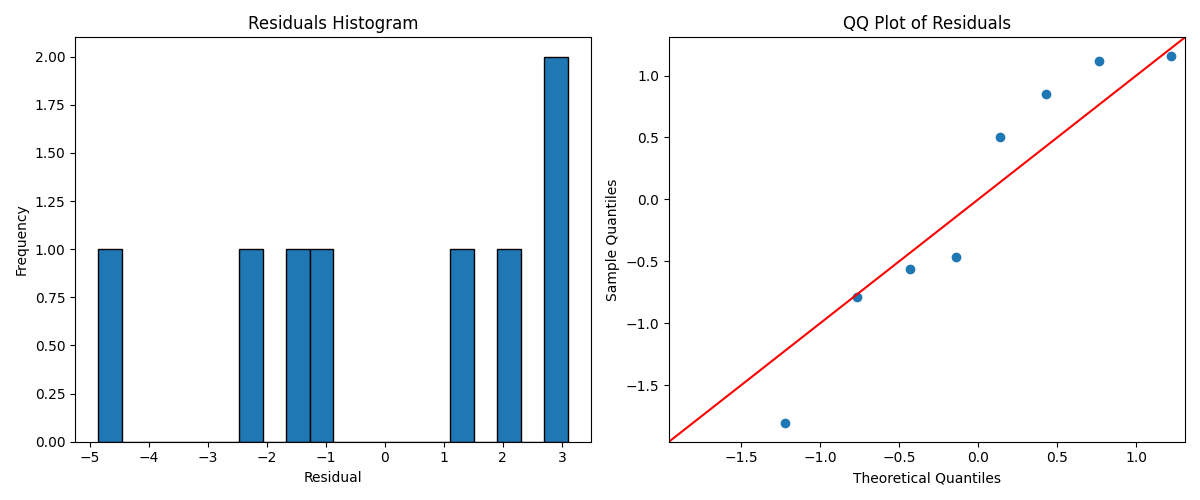 Residuals Histogram
2.00
1.75
1.50
1.25
1.00
0.75
0.50
0.25
0.00
Frequency
−5 −4 −3 −2 −1 0 1 2 3
Residual
QQ Plot of Residuals
1.0
0.5
0.0
−0.5
−1.0
−1.5
Sample Quantiles
−1.5 −1.0 −0.5 0.0 0.5 1.0
Theoretical Quantiles